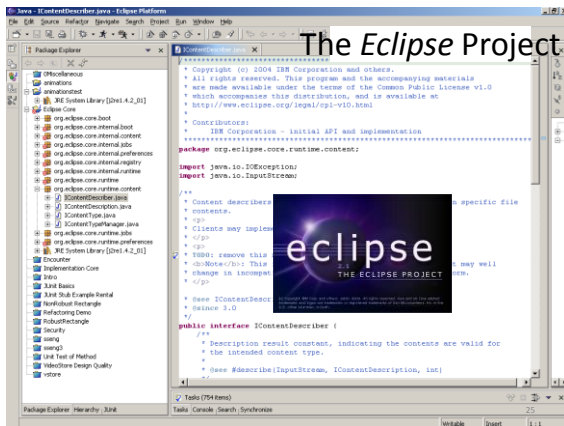 Java - IContentDescriber.java - Eclipse Platform
File Edit Source Refactor Navigate Search Project Run Window Help
The Eclipse Project
Package Explorer
0Miscellaneous
animations
animationstest
JRE System Library [j2re1.4.2_01]
Eclipse Core
org.eclipse.core.boot
org.eclipse.core.internal.boot
org.eclipse.core.internal.content
org.eclipse.core.internal.jobs
org.eclipse.core.internal.preferences
org.eclipse.core.internal.registry
org.eclipse.core.internal.runtime
org.eclipse.core.runtime
org.eclipse.core.runtime.content
IContentDescriber.java
IContentDescription.java
IContentType.java
IContentTypeManager.java
org.eclipse.core.runtime.jobs
org.eclipse.core.runtime.preferences
JRE System Library [j2re1.4.2_01]
Encounter
Implementation Core
Intro
JUnit Basics
JUnit Stub Example Rental
NonRobust Rectangle
Refactoring Demo
RobustRectangle
Security
sseng
sseng3
Unit Test of Method
VideoStore Design Quality
vstore
Package Explorer Hierarchy JUnit
IContentDescriber.java
/********************************************************************
* Copyright (c) 2004 IBM Corporation and others.
* All rights reserved. This program and the accompanying materials
* are made available under the terms of the Common Public License v1.0
* which accompanies this distribution, and is available at
* http://www.eclipse.org/legal/cpl-v10.html
*
* Contributors:
* IBM Corporation - initial API and implementation
********************************************************************
package org.eclipse.core.runtime.content;
import java.io.IOException;
import java.io.InputStream;
/**
* Content describers n specific file
* contents.
* <p>
* Clients may implem
* </p>
* <p>
* TODO: remove this
* <b>Note</b>: This t may well
* change in incompat orm.
* </p>
*
* @see IContentDescr
* @since 3.0
*/
public interface IContentDescriber {
/**
* Description result constant, indicating the contents are valid for
* the intended content type.
*
* @see #describe(InputStream, IContentDescription, int)
eclipse
THE ECLIPSE PROJECT
Tasks (754 items)
Tasks Console Search Synchronize
25
Writable Insert 1 : 1